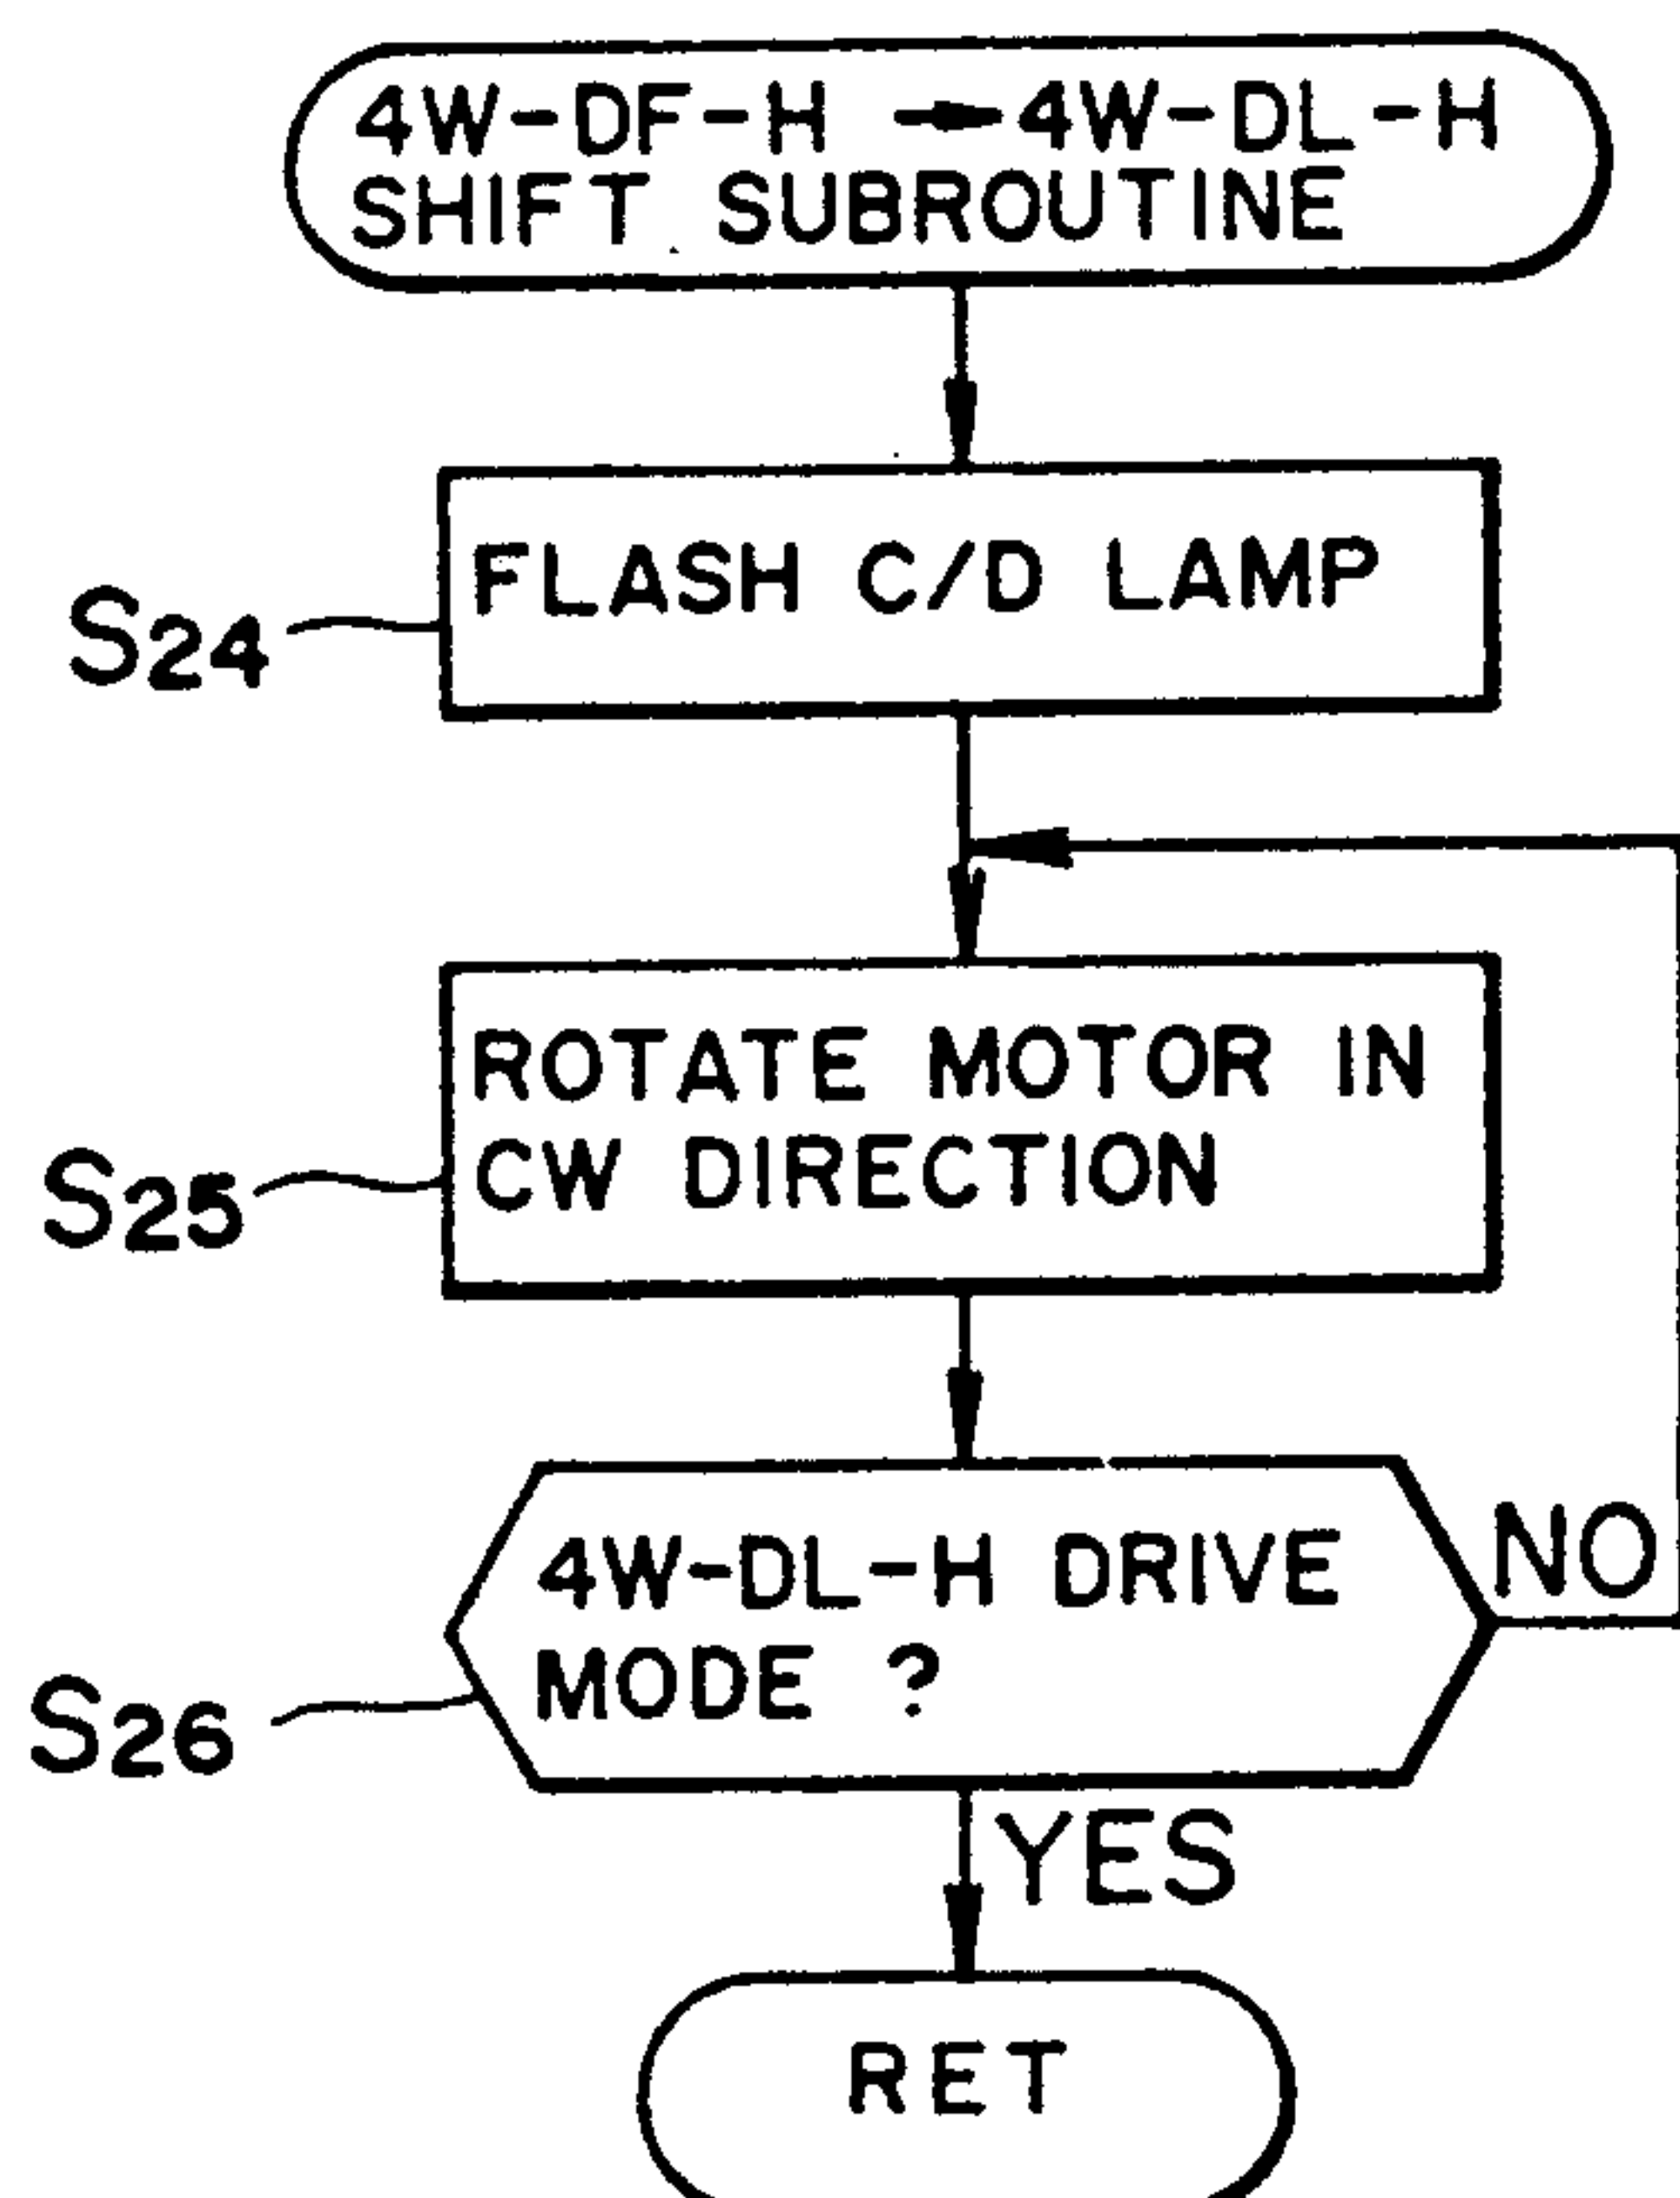 4W-DF-H → 4W-DL-H
SHIFT SUBROUTINE
FLASH C/D LAMP
S24
ROTATE MOTOR IN
CW DIRECTION
S25
4W-DL-H DRIVE
MODE ?
NO
S26
YES
RET